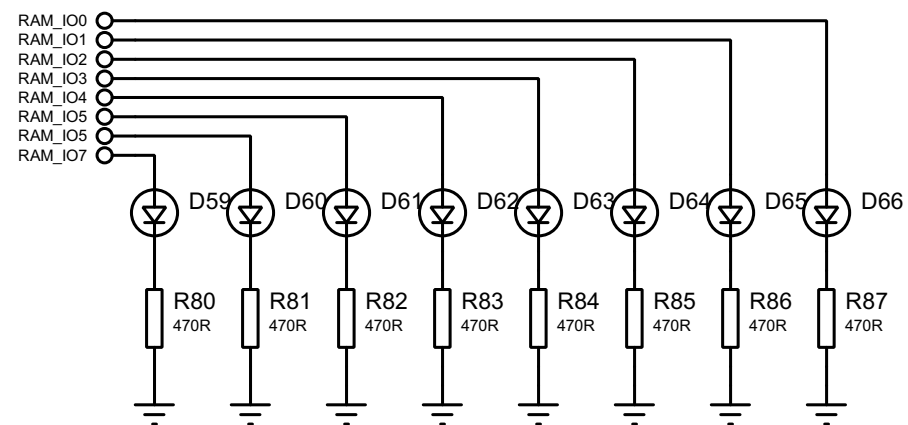 RAM_IO0
RAM_IO1
RAM_IO2
RAM_IO3
RAM_IO4
RAM_IO5
RAM_IO5
RAM_IO7
D59 D60 D61 D62 D63 D64 D65 D66
R80 R81 R82 R83 R84 R85 R86 R87
470R 470R 470R 470R 470R 470R 470R 470R